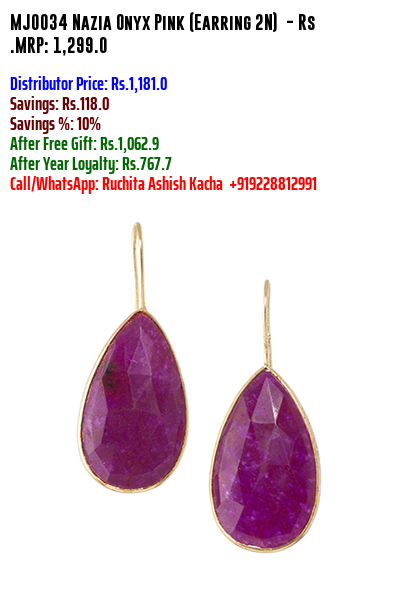 MJ0034 Nazia Onyx Pink (Earring 2N)  - Rs
.MRP: 1,299.0
Distributor Price: Rs.1,181.0
Savings: Rs.118.0
Savings %: 10%
After Free Gift: Rs.1,062.9
After Year Loyalty: Rs.767.7
Call/WhatsApp: Ruchita Ashish Kacha  +919228812991